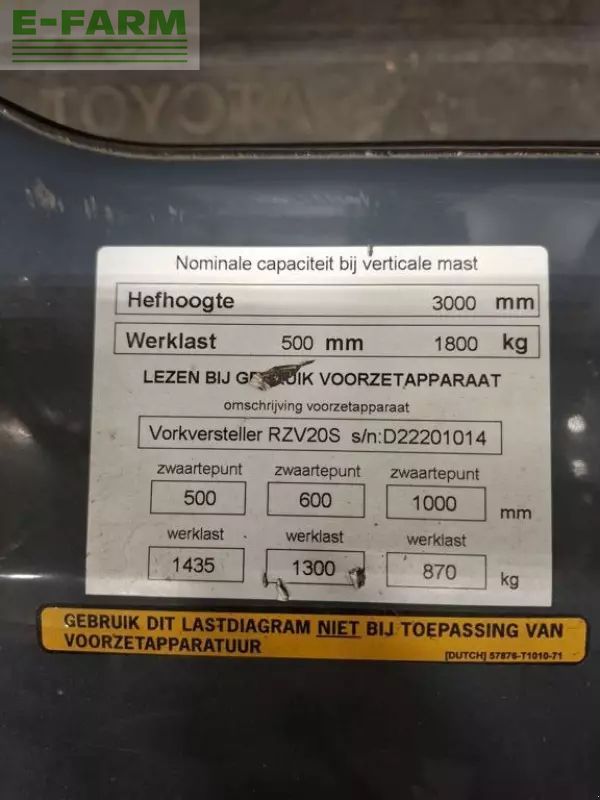 E-FARM
TOYOT
Nominale capaciteit bij verticale mast
Hefhoogte 3000 mm
Werklast 500 mm 1800 kg
LEZEN BIJ GEBRUIK VOORZETAPPARAAT
omschrijving voorzetapparaat
Vorkversteller RZV20S s/n:D22201014
zwaartepunt zwaartepunt zwaartepunt
500 600 1000 mm
werklast werklast werklast
1435 1300 870 kg
GEBRUIK DIT LASTDIAGRAM NIET BIJ TOEPASSING VAN
VOORZETAPPARATUUR
[DUTCH] 57876-T1010-71